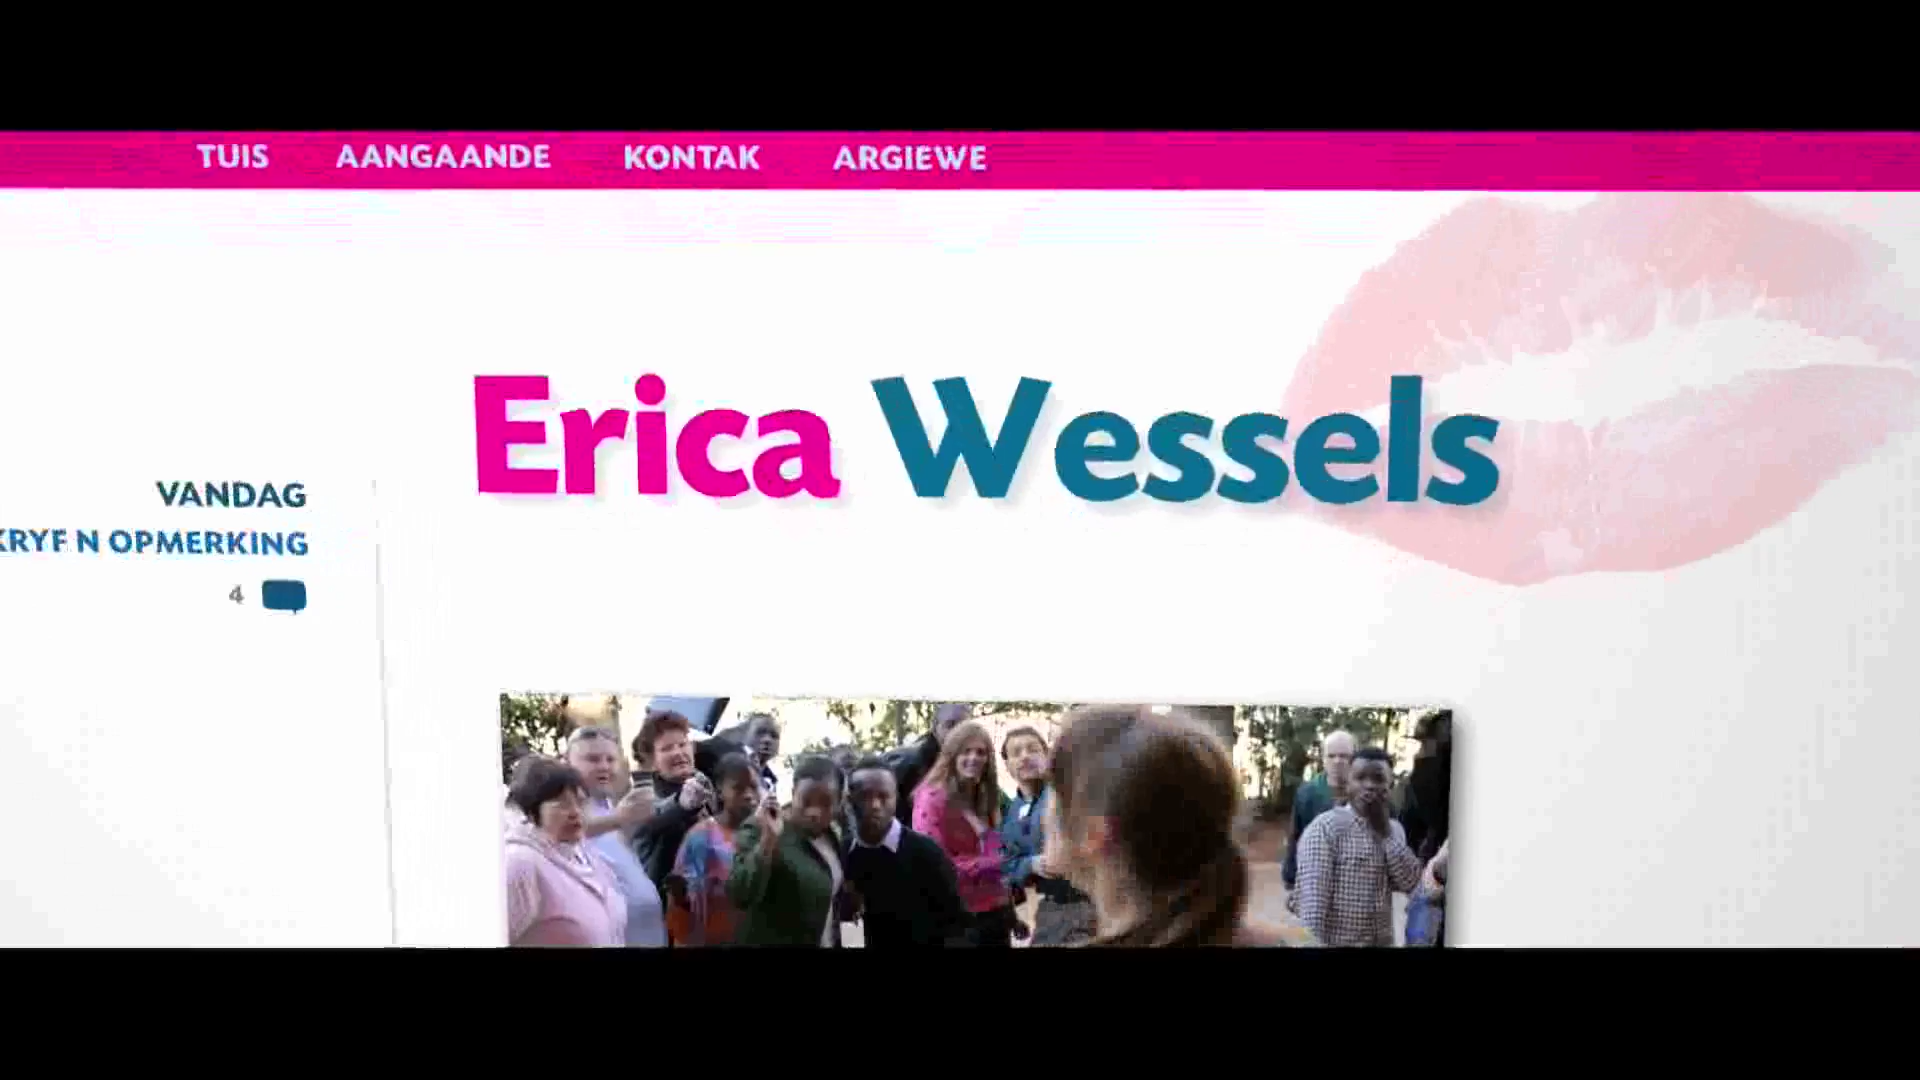 TUIS AANGAANDE KONTAK ARGIEWE
Erica Wessels
VANDAG
KRYF N OPMERKING
4